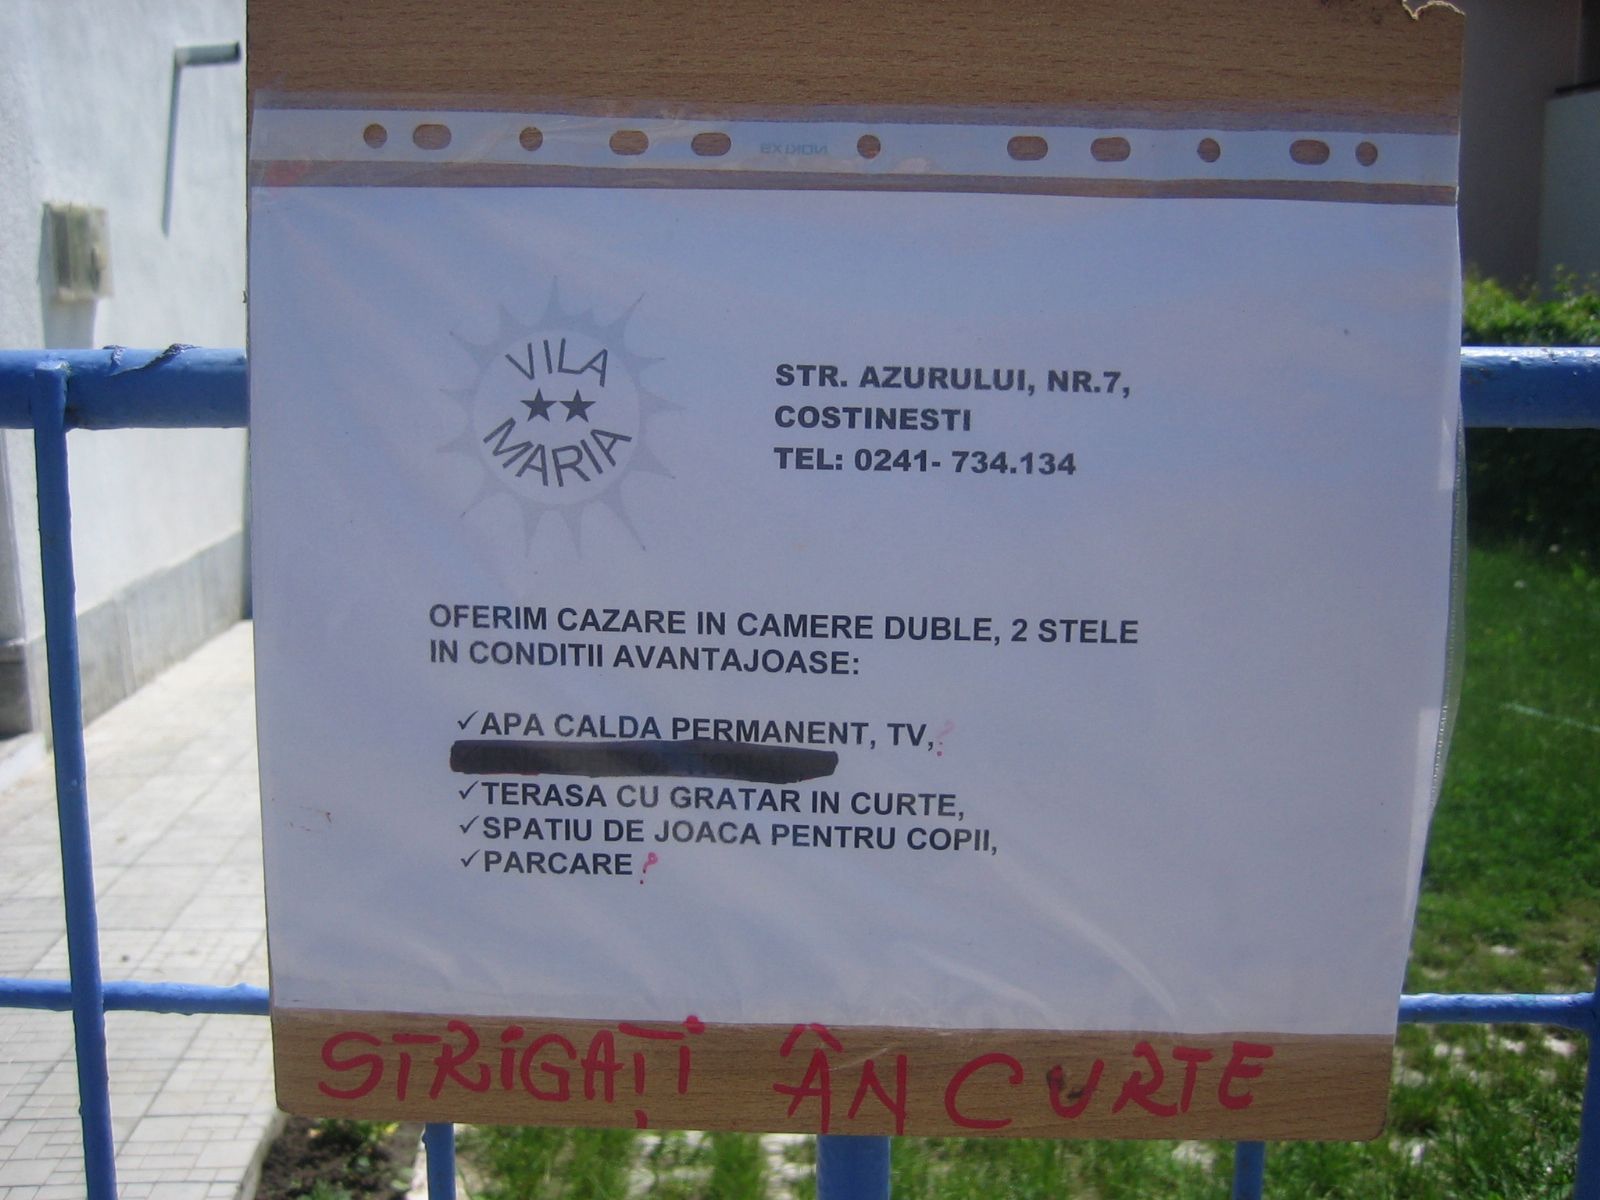 VILA
MARIA
STR. AZURULUI, NR.7,
COSTINESTI
TEL: 0241- 734.134
OFERIM CAZARE IN CAMERE DUBLE, 2 STELE
IN CONDITII AVANTAJOASE:
✓APA CALDA PERMANENT, TV,?
✓TERASA CU GRATAR IN CURTE,
✓SPATIU DE JOACA PENTRU COPII,
✓PARCARE ?
STRIGAȚI ÂN CURTE